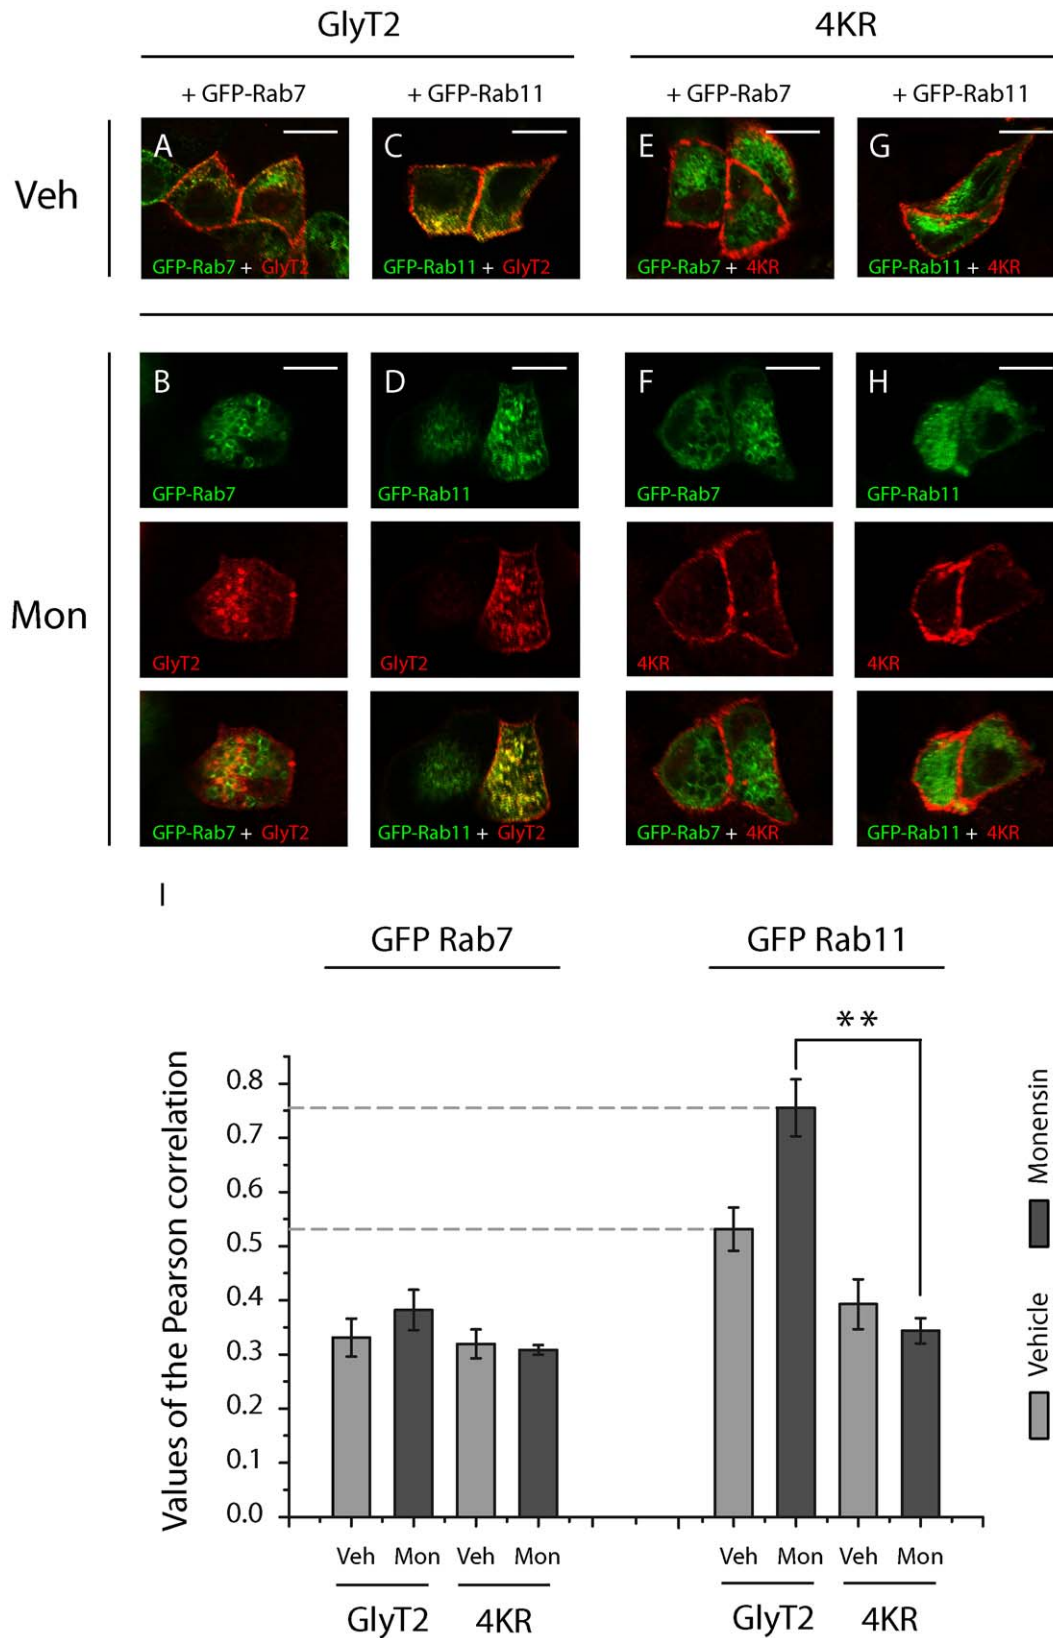 GlyT2 4KR
+ GFP-Rab7 + GFP-Rab11 + GFP-Rab7 + GFP-Rab11
Veh
A C E G
GFP-Rab7 + GlyT2 GFP-Rab11 + GlyT2 GFP-Rab7 + 4KR GFP-Rab11 + 4KR
Mon
B D F H
GFP-Rab7 GFP-Rab11 GFP-Rab7 GFP-Rab11
GlyT2 GlyT2 4KR 4KR
GFP-Rab7 + GlyT2 GFP-Rab11 + GlyT2 GFP-Rab7 + 4KR GFP-Rab11 + 4KR
I
GFP Rab7 GFP Rab11
**
Values of the Pearson correlation
0.8
0.7
0.6
0.5
0.4
0.3
0.2
0.1
0.0
Veh Mon Veh Mon Veh Mon Veh Mon
GlyT2 4KR GlyT2 4KR
Vehicle Monensin